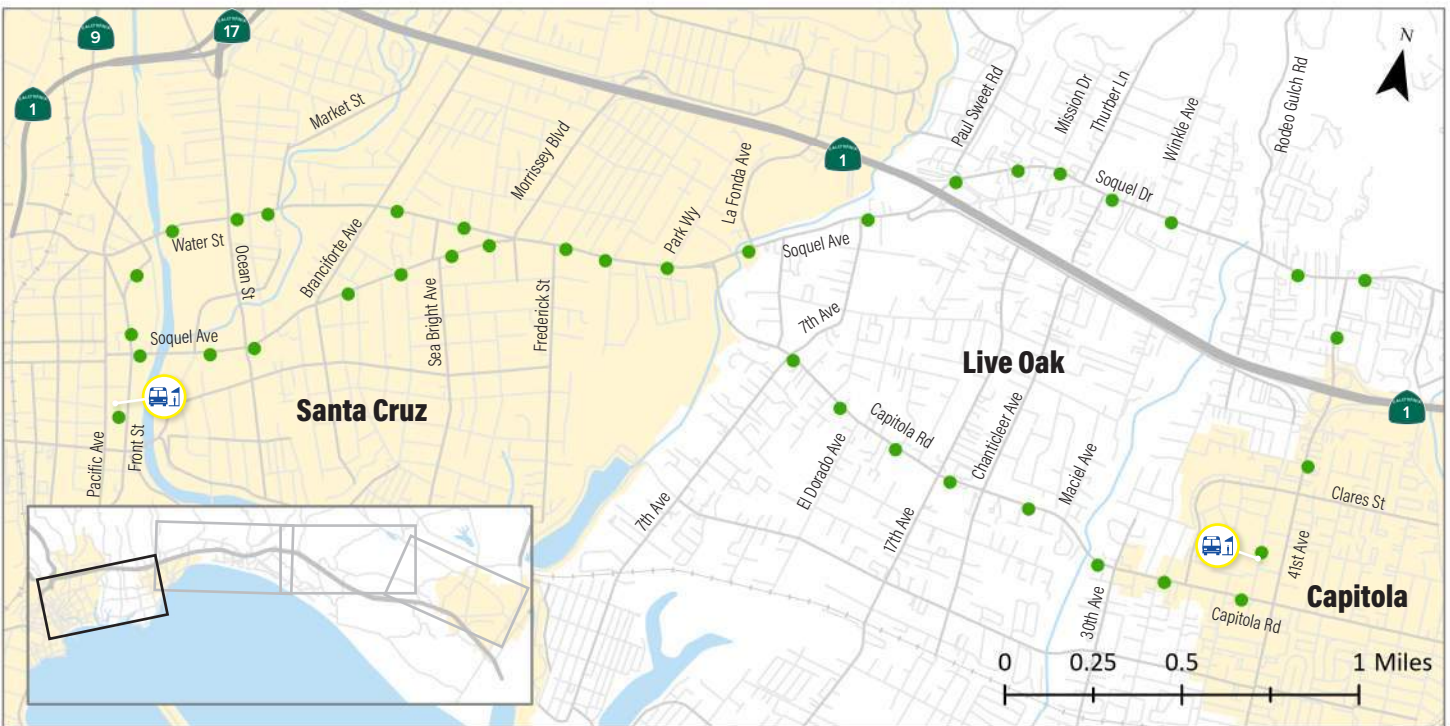 9
17
1
Market St
Morrissey Blvd
La Fonda Ave
1
Paul Sweet Rd
Mission Dr
Thurber Ln
Winkle Ave
Rodeo Gulch Rd
N
Soquel Dr
Water St
Ocean St
Branciforte Ave
Park Wy
Soquel Ave
Sea Bright Ave
Frederick St
Soquel Ave
7th Ave
Live Oak
Santa Cruz
1
Pacific Ave
Front St
El Dorado Ave
Capitola Rd
Chanticleer Ave
Maciel Ave
Clares St
7th Ave
17th Ave
41st Ave
Capitola
30th Ave
Capitola Rd
0 0.25 0.5 1 Miles